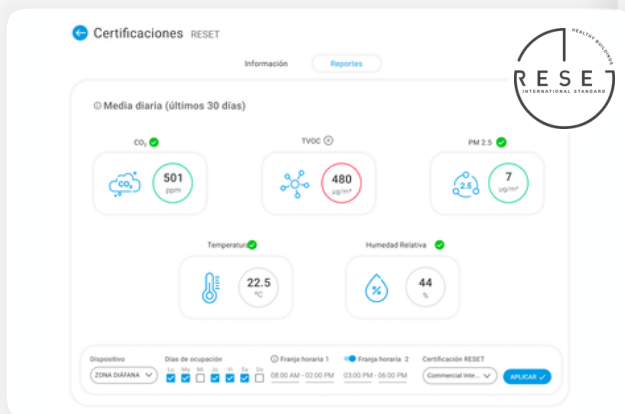 Certificaciones RESET
HEALTHY BUILDINGS
RESET
INTERNATIONAL STANDARD
Información Reportes
Media diaria (últimos 30 días)
CO₂ TVOC PM 2.5
CO₂ 501 ppm
480 µg/m³
2.5 7 µg/m³
Temperatura Humedad Relativa
22.5 °C
% 44 %
Dispositivo Días de ocupación Franja horaria 1 Franja horaria 2 Certificación RESET
Lu Ma Mi Ju Vi Sa Do
ZONA DIÁFANA 08:00 AM - 02:00 PM 03:00 PM - 06:00 PM Commercial Inte... APLICAR